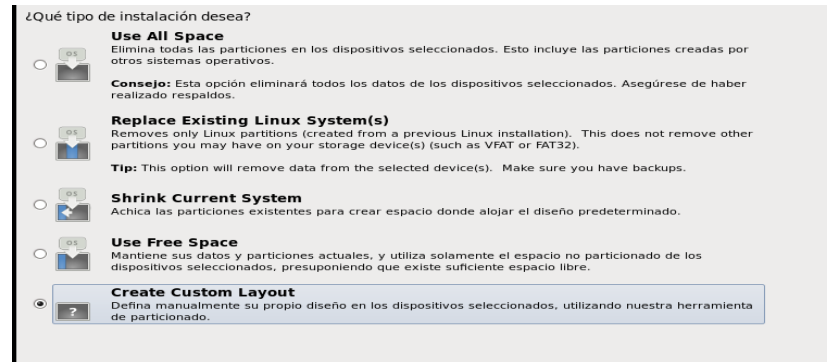 ¿Qué tipo de instalación desea?
Use All Space
Elimina todas las particiones en los dispositivos seleccionados. Esto incluye las particiones creadas por
otros sistemas operativos.
Consejo: Esta opción eliminará todos los datos de los dispositivos seleccionados. Asegúrese de haber
realizado respaldos.
Replace Existing Linux System(s)
Removes only Linux partitions (created from a previous Linux installation). This does not remove other
partitions you may have on your storage device(s) (such as VFAT or FAT32).
Tip: This option will remove data from the selected device(s). Make sure you have backups.
Shrink Current System
Achica las particiones existentes para crear espacio donde alojar el diseño predeterminado.
Use Free Space
Mantiene sus datos y particiones actuales, y utiliza solamente el espacio no particionado de los
dispositivos seleccionados, presuponiendo que existe suficiente espacio libre.
Create Custom Layout
Defina manualmente su propio diseño en los dispositivos seleccionados, utilizando nuestra herramienta
de particionado.
OS
OS
OS
OS
?